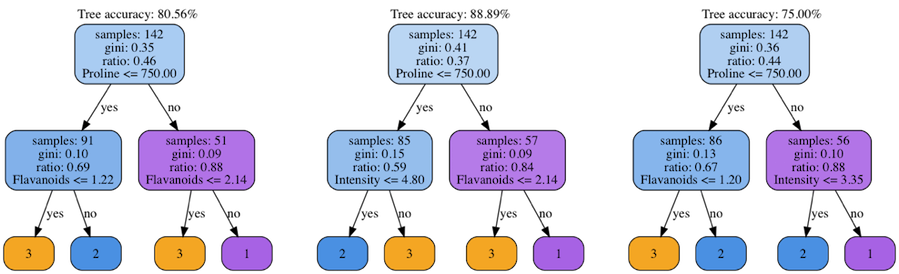 Tree accuracy: 80.56%
samples: 142
gini: 0.35
ratio: 0.46
Proline <= 750.00
yes
no
samples: 91
gini: 0.10
ratio: 0.69
Flavanoids <= 1.22
samples: 51
gini: 0.09
ratio: 0.88
Flavanoids <= 2.14
yes
no
yes
no
3
2
3
1
Tree accuracy: 88.89%
samples: 142
gini: 0.41
ratio: 0.37
Proline <= 750.00
yes
no
samples: 85
gini: 0.15
ratio: 0.59
Intensity <= 4.80
samples: 57
gini: 0.09
ratio: 0.84
Flavanoids <= 2.14
yes
no
yes
no
2
3
3
1
Tree accuracy: 75.00%
samples: 142
gini: 0.36
ratio: 0.44
Proline <= 750.00
yes
no
samples: 86
gini: 0.13
ratio: 0.67
Flavanoids <= 1.20
samples: 56
gini: 0.10
ratio: 0.88
Intensity <= 3.35
yes
no
yes
no
3
2
2
1